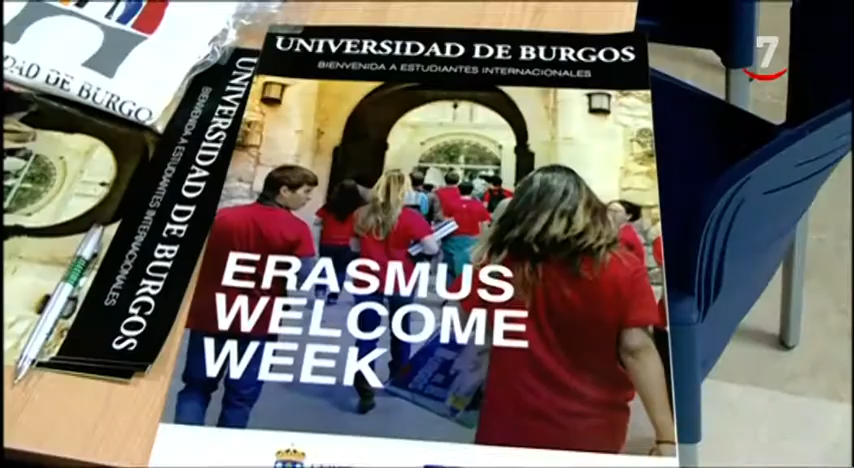 7
DAD DE BURGO
UNIVERSIDAD DE BURGOS
BIENVENIDA A ESTUDIANTES INTERNACIONALES
UNIVERSIDAD DE BURGOS
BIENVENIDA A ESTUDIANTES INTERNACIONALES
ERASMUS
WELCOME
WEEK